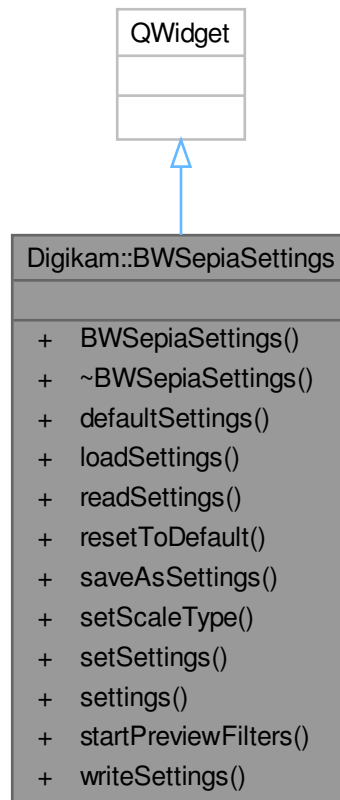 QWidget
Digikam::BWSepiaSettings
+ BWSepiaSettings()
+ ~BWSepiaSettings()
+ defaultSettings()
+ loadSettings()
+ readSettings()
+ resetToDefault()
+ saveAsSettings()
+ setScaleType()
+ setSettings()
+ settings()
+ startPreviewFilters()
+ writeSettings()